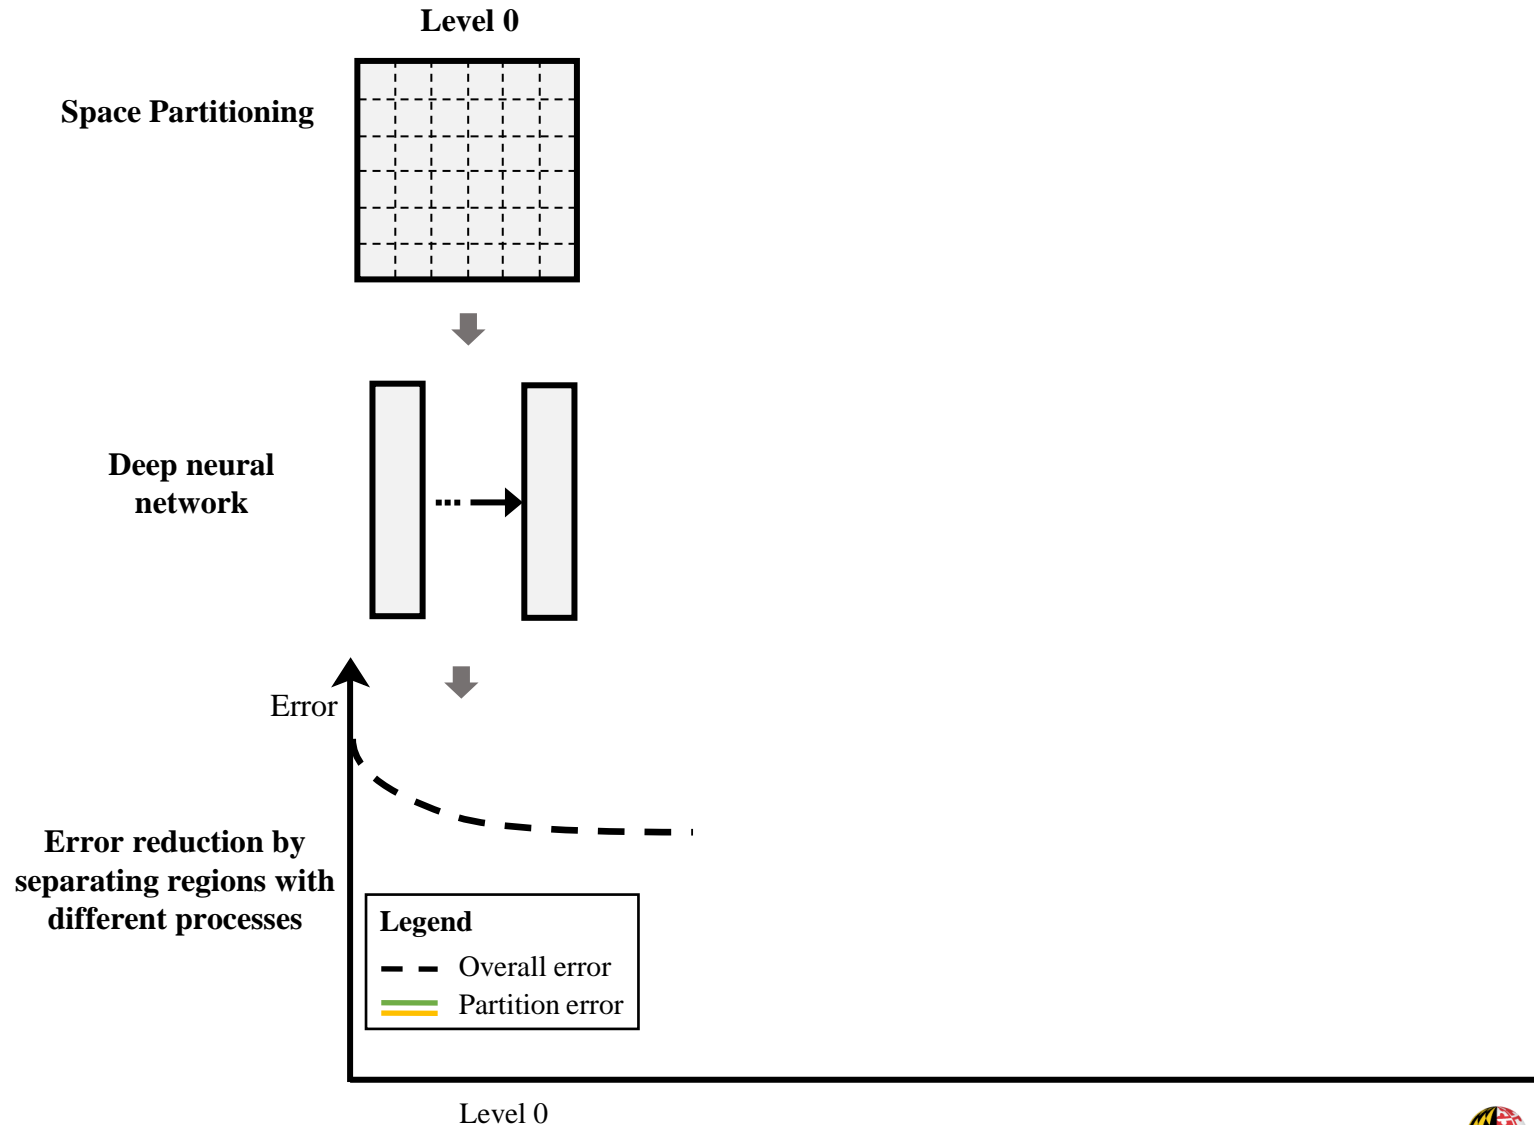 Level 0
Space Partitioning
Deep neural
network
Error
Error reduction by
separating regions with
different processes
Legend
Overall error
Partition error
Level 0